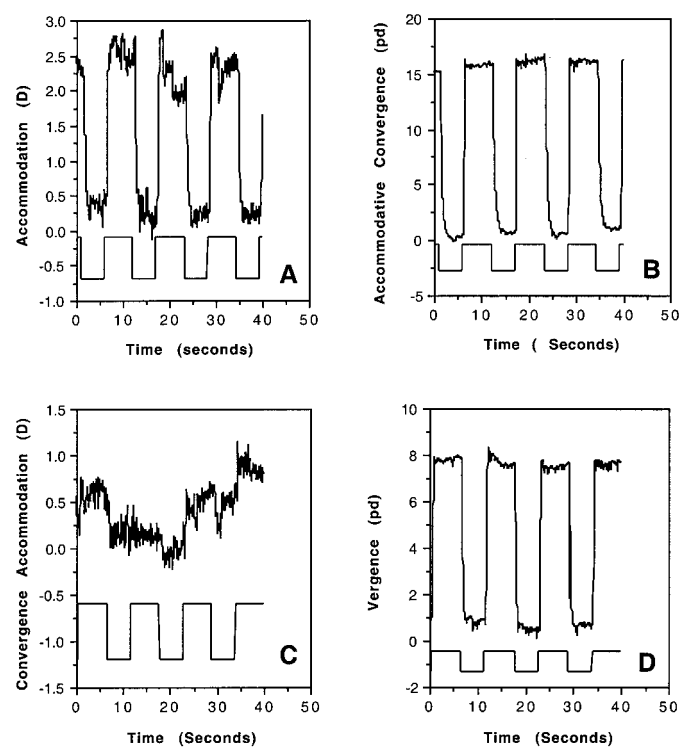 Accommodation (D)
3.0
2.5
2.0
1.5
1.0
0.5
0.0
-0.5
-1.0
A
0 10 20 30 40 50
Time (seconds)
Accommodative Convergence (pd)
20
15
10
5
0
-5
B
0 10 20 30 40 50
Time ( Seconds)
Convergence Accommodation (D)
1.5
1.0
0.5
0.0
-0.5
-1.0
-1.5
C
0 10 20 30 40 50
Time (Seconds)
Vergence (pd)
10
8
6
4
2
0
-2
D
0 10 20 30 40 50
Time (Seconds)